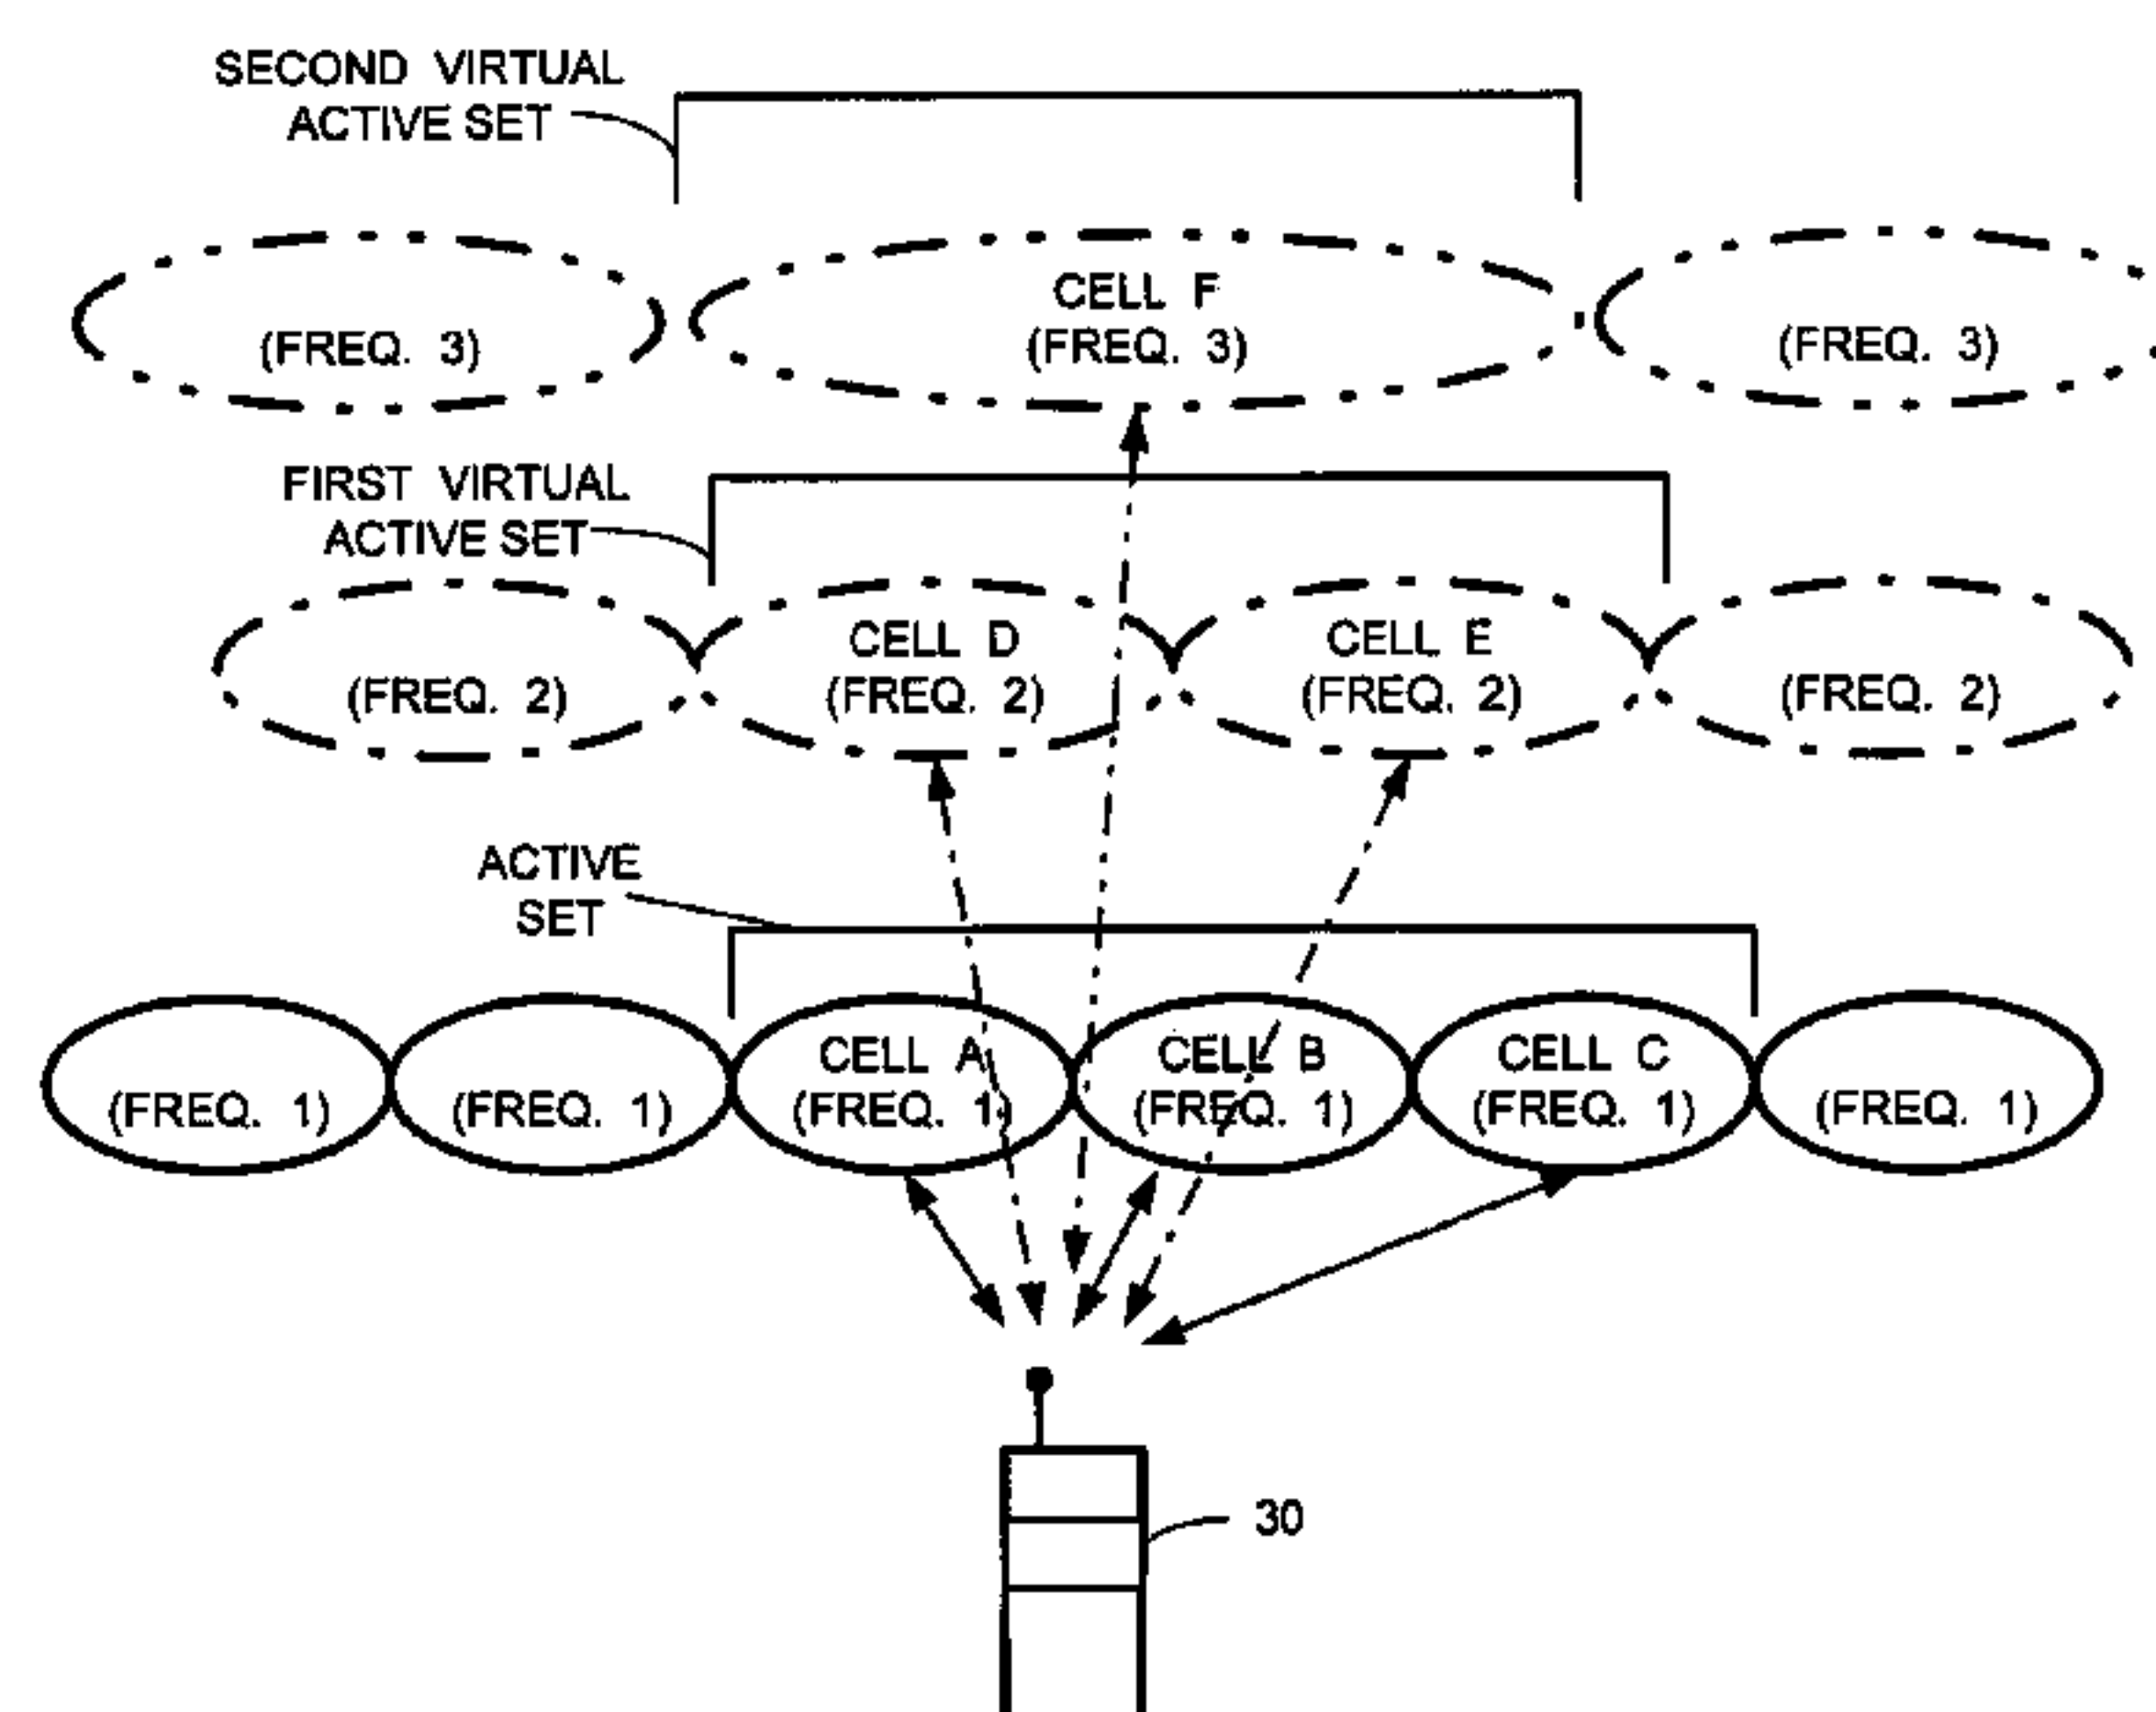 SECOND VIRTUAL
ACTIVE SET
CELL F
(FREQ. 3)
(FREQ. 3)
(FREQ. 3)
FIRST VIRTUAL
ACTIVE SET
CELL D
CELL E
(FREQ. 2)
(FREQ. 2)
(FREQ. 2)
(FREQ. 2)
ACTIVE
SET
CELL A
CELL B
CELL C
(FREQ. 1)
(FREQ. 1)
(FREQ. 1)
(FREQ. 1)
(FREQ. 1)
(FREQ. 1)
30